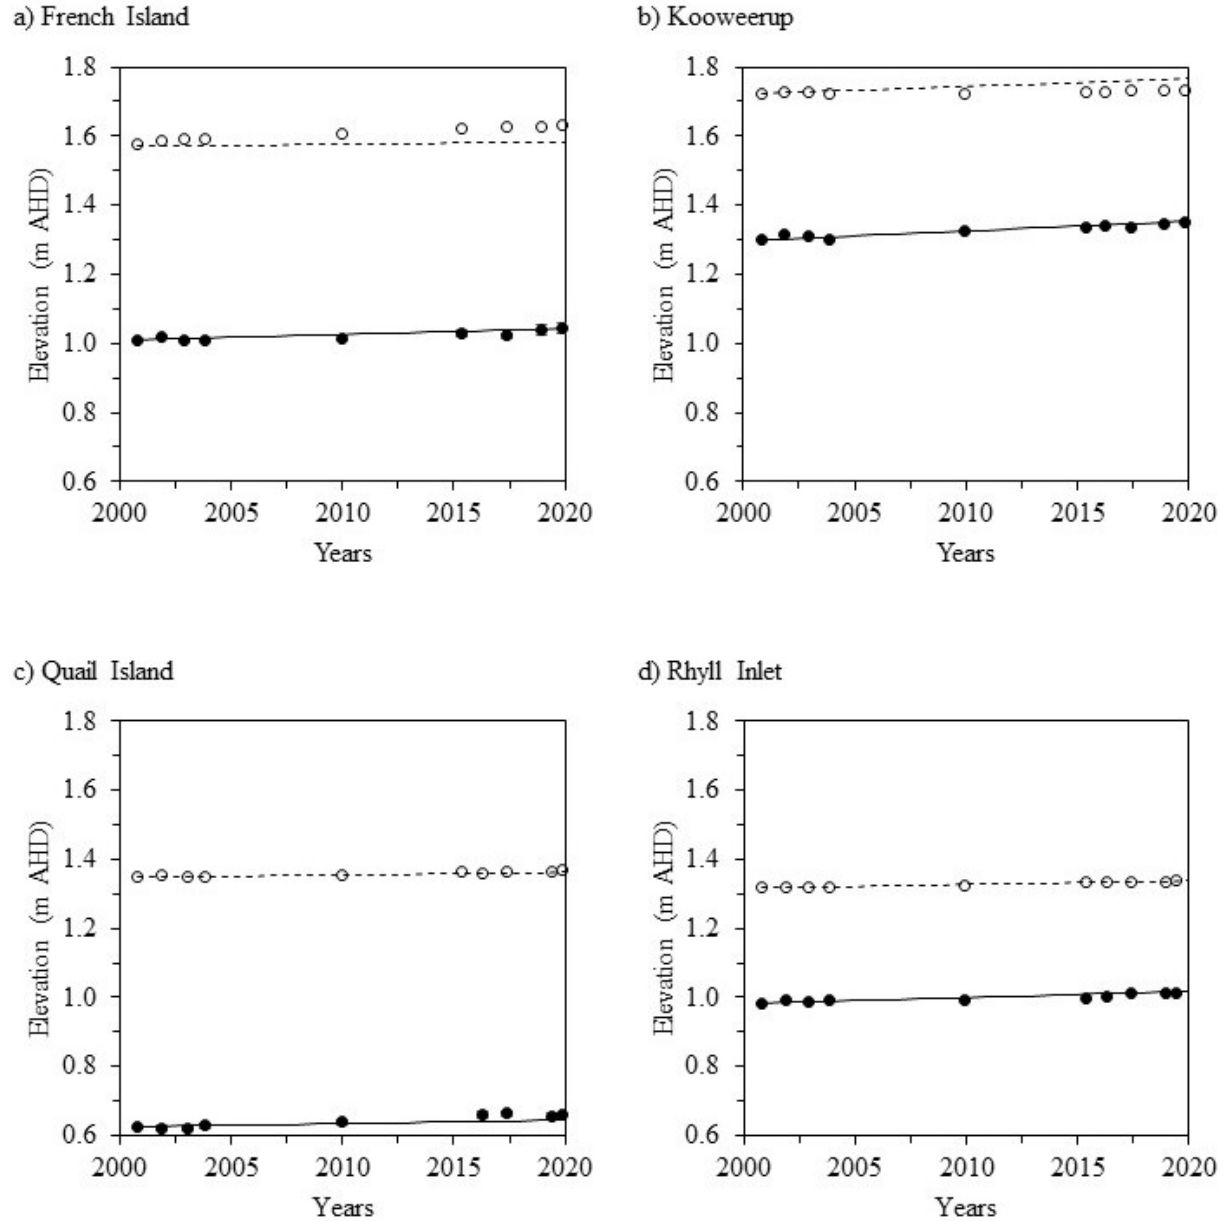 a) French Island
1.8
1.6
1.4
1.2
1.0
0.8
0.6
Elevation (m AHD)
2000 2005 2010 2015 2020
Years
b) Kooweerup
1.8
1.6
1.4
1.2
1.0
0.8
0.6
Elevation (m AHD)
2000 2005 2010 2015 2020
Years
c) Quail Island
1.8
1.6
1.4
1.2
1.0
0.8
0.6
Elevation (m AHD)
2000 2005 2010 2015 2020
Years
d) Rhyll Inlet
1.8
1.6
1.4
1.2
1.0
0.8
0.6
Elevation (m AHD)
2000 2005 2010 2015 2020
Years